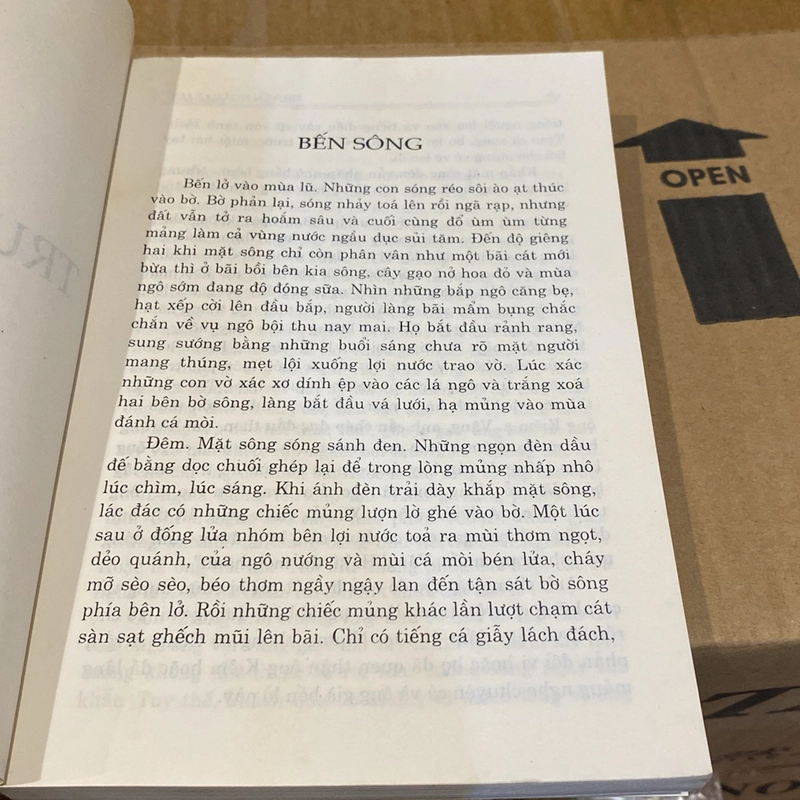 BẾN SÔNG
Bến lở vào mùa lũ. Những con sóng réo sôi ào ạt thúc
vào bờ. Bờ phản lại, sóng nhảy toá lên rồi ngã rạp, nhưng
đất vẫn tở ra hoắm sâu và cuối cùng đổ ùm ùm từng
mảng làm cả vùng nước ngầu đục sủi tăm. Đến độ giêng
hai khi mặt sông chỉ còn phân vân như một bãi cát mới
bừa thì ở bãi bồi bên kia sông, cây gạo nở hoa đỏ và mùa
ngô sớm đang độ đóng sữa. Nhìn những bắp ngô căng bẹ,
hạt xếp cời lên đầu bắp, người làng bãi mẩm bụng chắc
chắn về vụ ngô bội thu nay mai. Họ bắt đầu rảnh rang,
sung sướng bằng những buổi sáng chưa rõ mặt người
mang thúng, mẹt lội xuống lợi nước trao vờ. Lúc xác
những con vờ xác xơ dính ệp vào các lá ngô và trắng xoá
hai bên bờ sông, làng bắt đầu vá lưới, hạ mủng vào mùa
đánh cá mòi.
Đêm. Mặt sông sóng sánh đen. Những ngọn đèn dầu
đế bằng dọc chuối ghép lại để trong lòng mủng nhấp nhô
lúc chìm, lúc sáng. Khi ánh đèn trải dày khắp mặt sông,
lác đác có những chiếc mủng lượn lờ ghé vào bờ. Một lúc
sau ở đống lửa nhóm bên lợi nước toả ra mùi thơm ngọt,
dẻo quánh, của ngô nướng và mùi cá mòi bén lửa, cháy
mỡ sèo sèo, béo thơm ngầy ngậy lan đến tận sát bờ sông
phía bên lở. Rồi những chiếc mủng khác lần lượt chạm cát
sàn sạt ghếch mũi lên bãi. Chỉ có tiếng cá giẫy lách đách,
OPEN